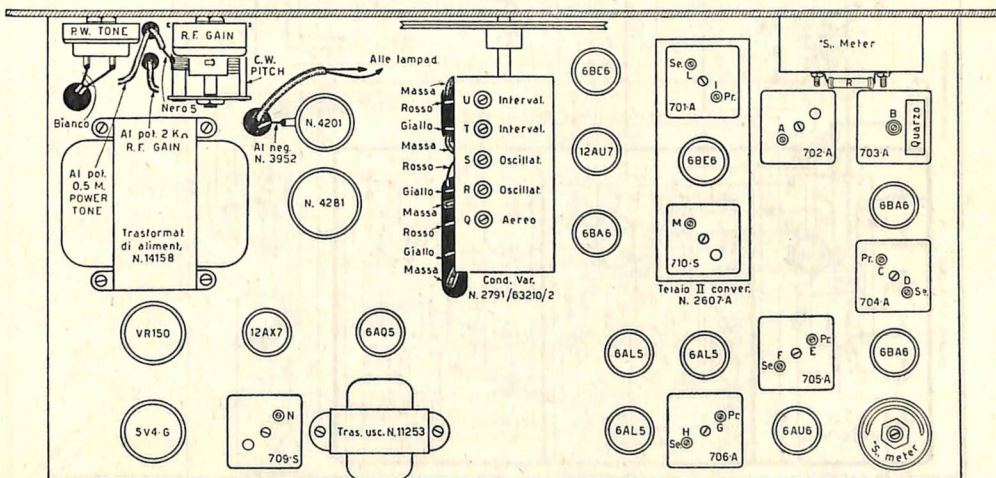 P.W. TONE
R.F. GAIN
C.W.
PITCH
Alle lampad.
Bianco
Nero 5
Al pot. 2 KΩ
R.F. GAIN
Al pot.
0,5 M.
POWER
TONE
Al neg.
N. 3952
N. 4201
N. 4281
Trasformat.
di aliment.
N. 14158
Massa
Rosso
Giallo
Massa
Rosso
Giallo
Massa
Rosso
Giallo
Massa
U Interval.
T Interval.
S Oscillat.
R Oscillat.
Q Aereo
Cond. Var.
N. 2791/63210/2
6BE6
12AU7
6BA6
Se.
L
I
Pr.
701-A
6BE6
M
710-S
Telaio II conver.
N. 2607-A
"S„ Meter
R
A
702-A
B
703-A
Quarzo
6BA6
Pr.
C
D
Se.
704-A
VR150
12AX7
6AQ5
6AL5
6AL5
F
Se
E
Pr.
705-A
6BA6
5V4-G
N
709-S
Tras. usc. N. 11253
6AL5
H
Se
G
Pr.
706-A
6AU6
"S„ meter